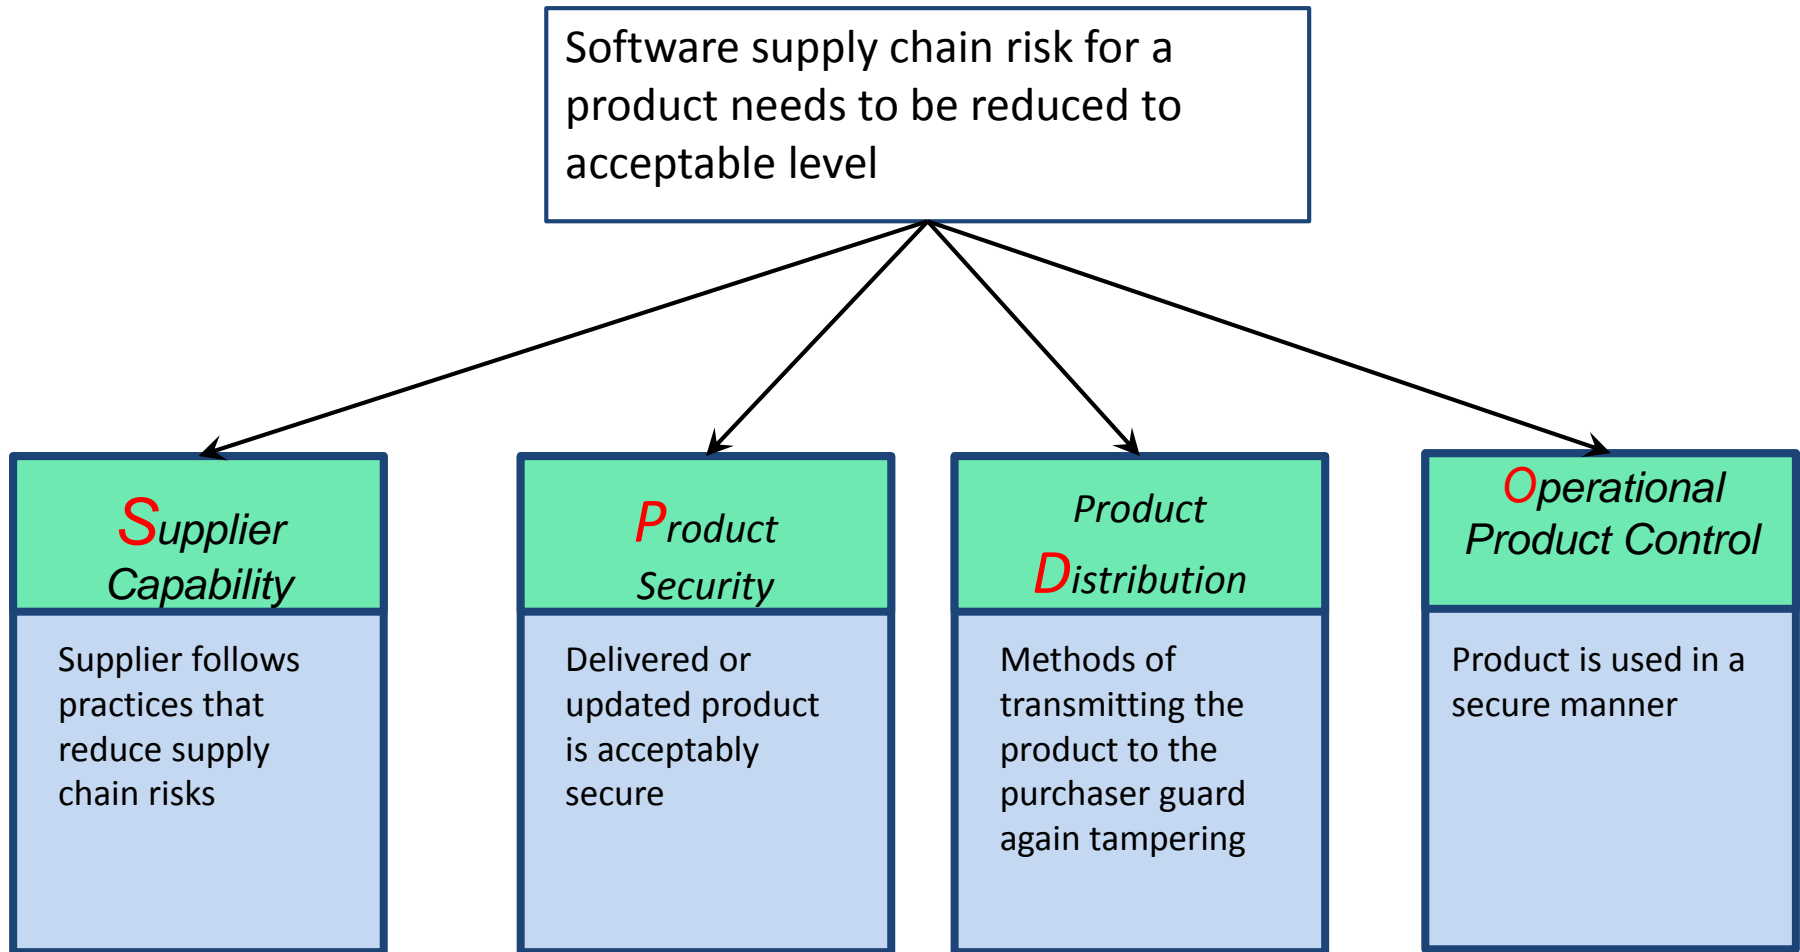 Software supply chain risk for a
product needs to be reduced to
acceptable level
Supplier
Capability
Supplier follows
practices that
reduce supply
chain risks
Product
Security
Delivered or
updated product
is acceptably
secure
Product
Distribution
Methods of
transmitting the
product to the
purchaser guard
again tampering
Operational
Product Control
Product is used in a
secure manner